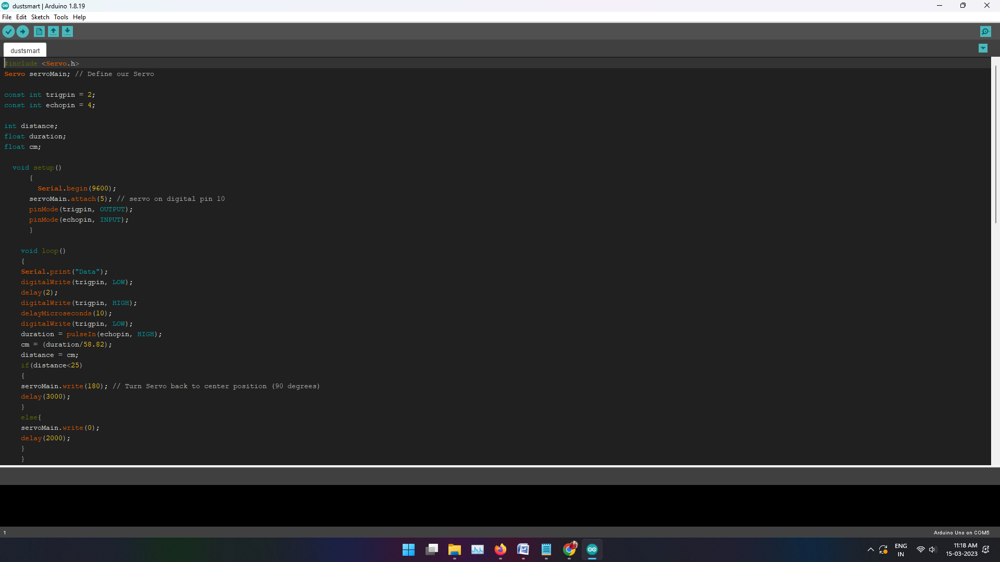 dustsmart | Arduino 1.8.19
File Edit Sketch Tools Help
dustsmart
#include <Servo.h>
Servo servoMain; // Define our Servo
const int trigpin = 2;
const int echopin = 4;
int distance;
float duration;
float cm;
void setup()
{
Serial.begin(9600);
servoMain.attach(5); // servo on digital pin 10
pinMode(trigpin, OUTPUT);
pinMode(echopin, INPUT);
}
void loop()
{
Serial.print("Data");
digitalWrite(trigpin, LOW);
delay(2);
digitalWrite(trigpin, HIGH);
delayMicroseconds(10);
digitalWrite(trigpin, LOW);
duration = pulseIn(echopin, HIGH);
cm = (duration/58.82);
distance = cm;
if(distance<25)
{
servoMain.write(180); // Turn Servo back to center position (90 degrees)
delay(3000);
}
else{
servoMain.write(0);
delay(2000);
}
}
1
Arduino Uno on COM5
ENG
IN
11:18 AM
15-03-2023